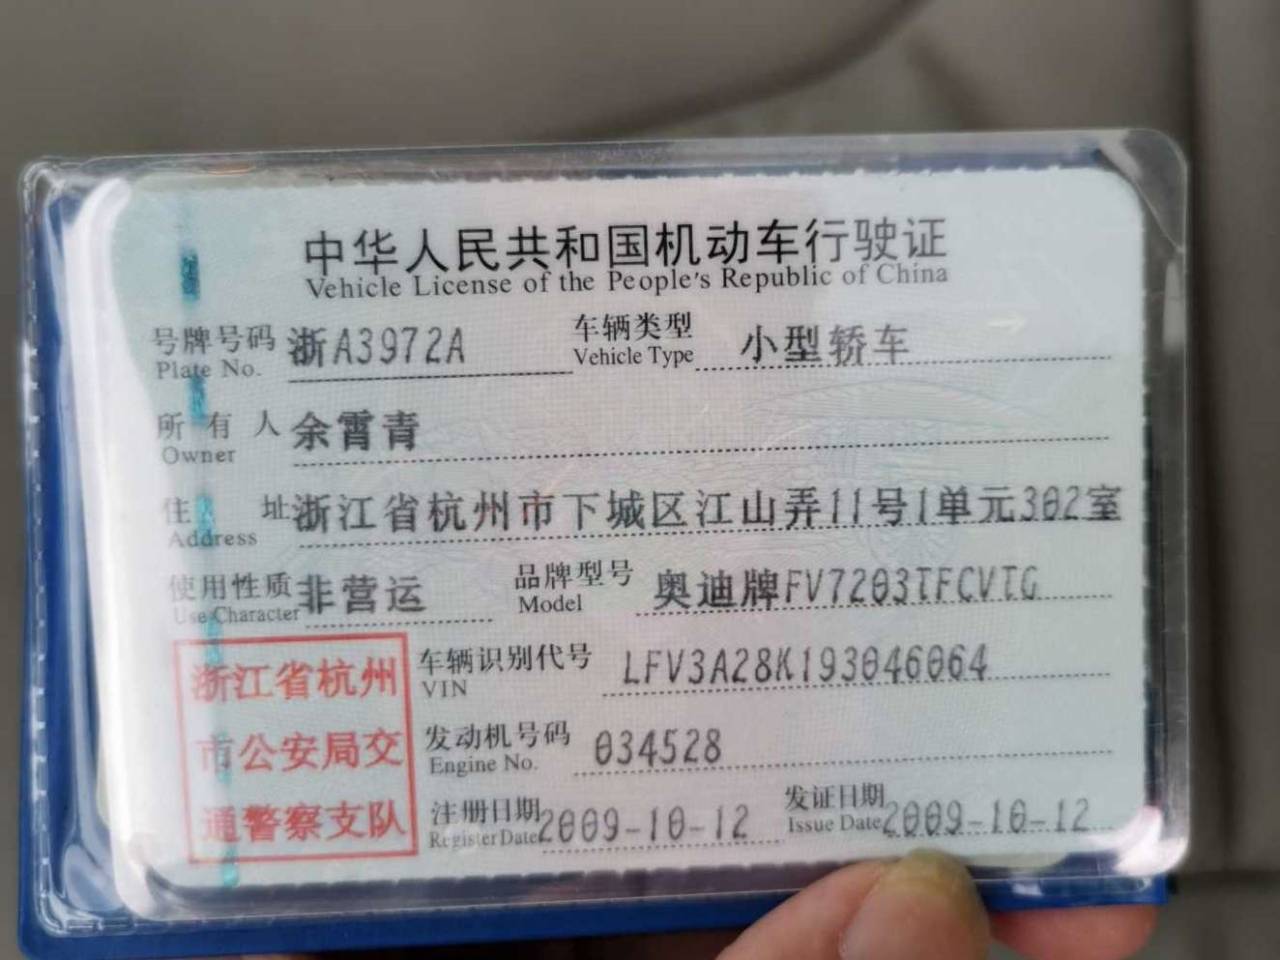 中华人民共和国机动车行驶证
Vehicle License of the People's Republic of China
号牌号码 浙A3972A 车辆类型 小型轿车
Plate No. Vehicle Type
所有人 余霄青
Owner
住址 浙江省杭州市下城区江山弄11号1单元302室
Address
使用性质 非营运 品牌型号 奥迪牌FV7203TFCVTG
Use Character Model
浙江省杭州 车辆识别代号 LFV3A28K193046064
VIN
市公安局交 发动机号码 034528
Engine No.
通警察支队 注册日期 2009-10-12 发证日期 2009-10-12
Register Date Issue Date